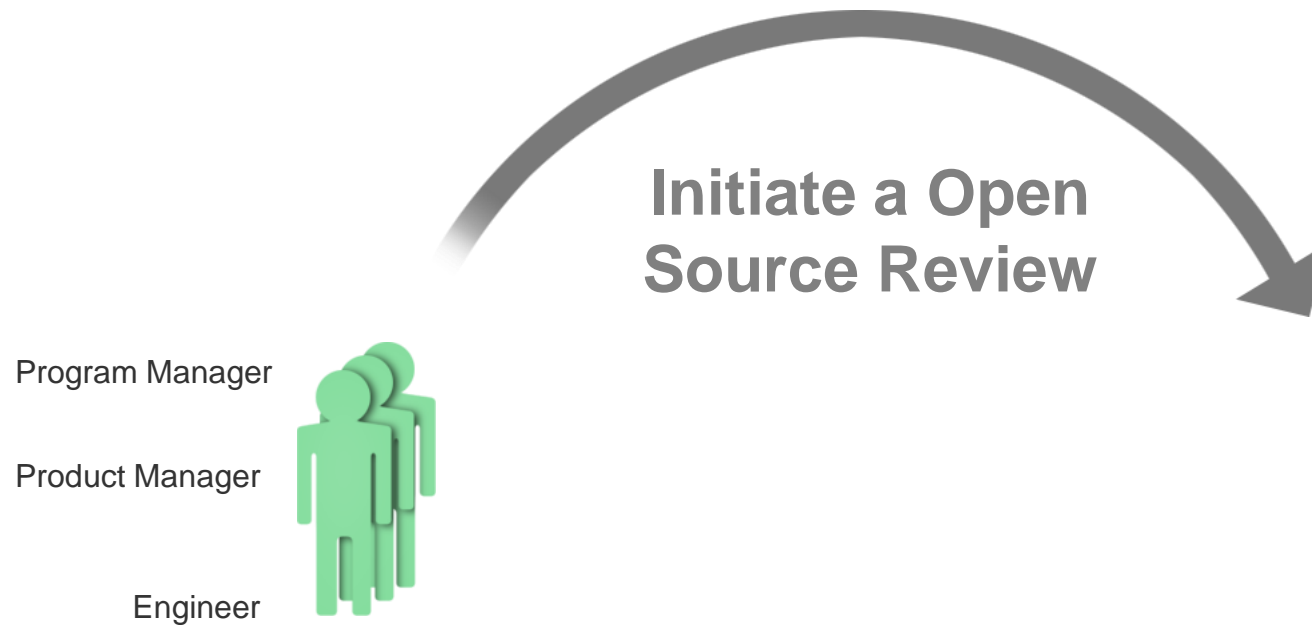 Initiate a Open
Source Review
Program Manager
Product Manager
Engineer